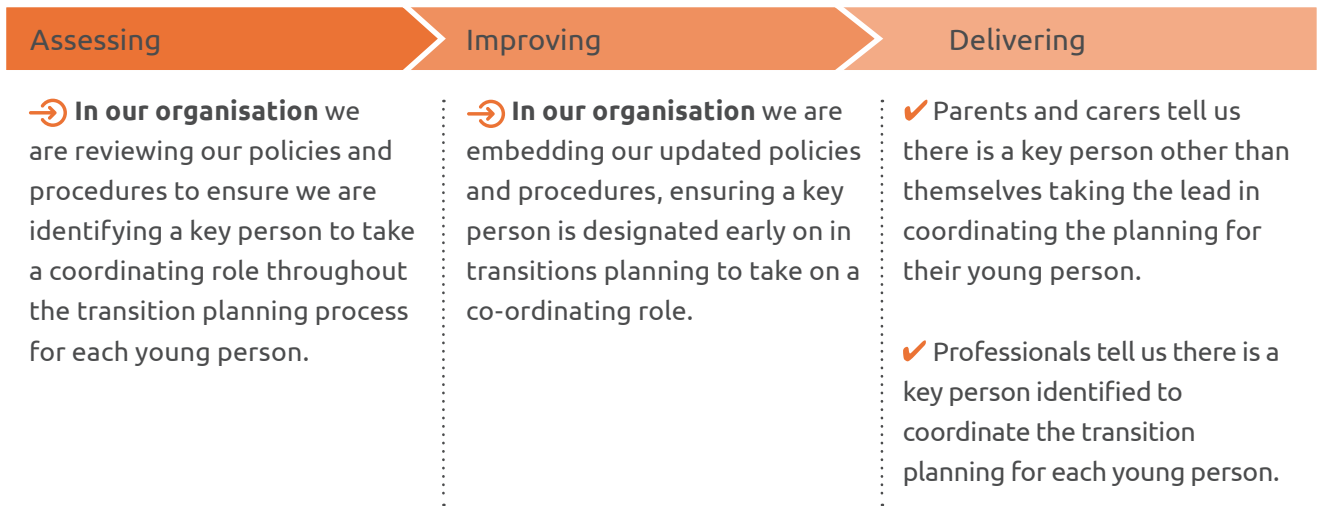 Assessing
Improving
Delivering
In our organisation we
are reviewing our policies and
procedures to ensure we are
identifying a key person to take
a coordinating role throughout
the transition planning process
for each young person.
In our organisation we are
embedding our updated policies
and procedures, ensuring a key
person is designated early on in
transitions planning to take on a
co-ordinating role.
✔ Parents and carers tell us
there is a key person other than
themselves taking the lead in
coordinating the planning for
their young person.
✔ Professionals tell us there is a
key person identified to
coordinate the transition
planning for each young person.